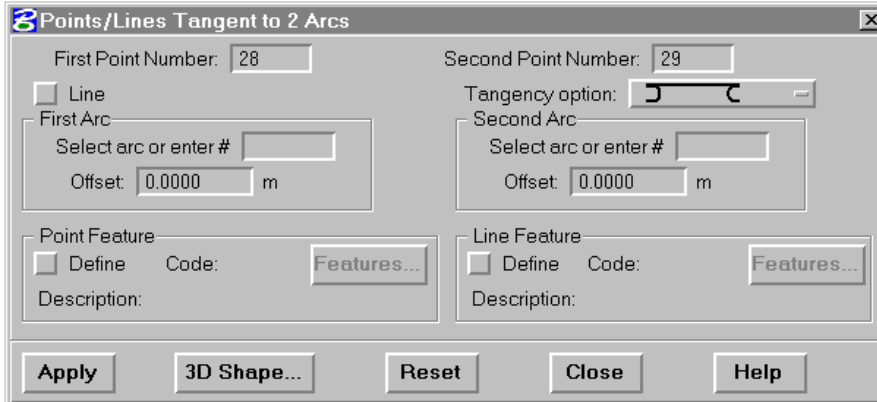 Points/Lines Tangent to 2 Arcs
First Point Number: 28 Second Point Number: 29
Line Tangency option:
First Arc Second Arc
Select arc or enter # Select arc or enter #
Offset: 0.0000 m Offset: 0.0000 m
Point Feature Line Feature
Define Code: Features... Define Code: Features...
Description: Description:
Apply 3D Shape... Reset Close Help